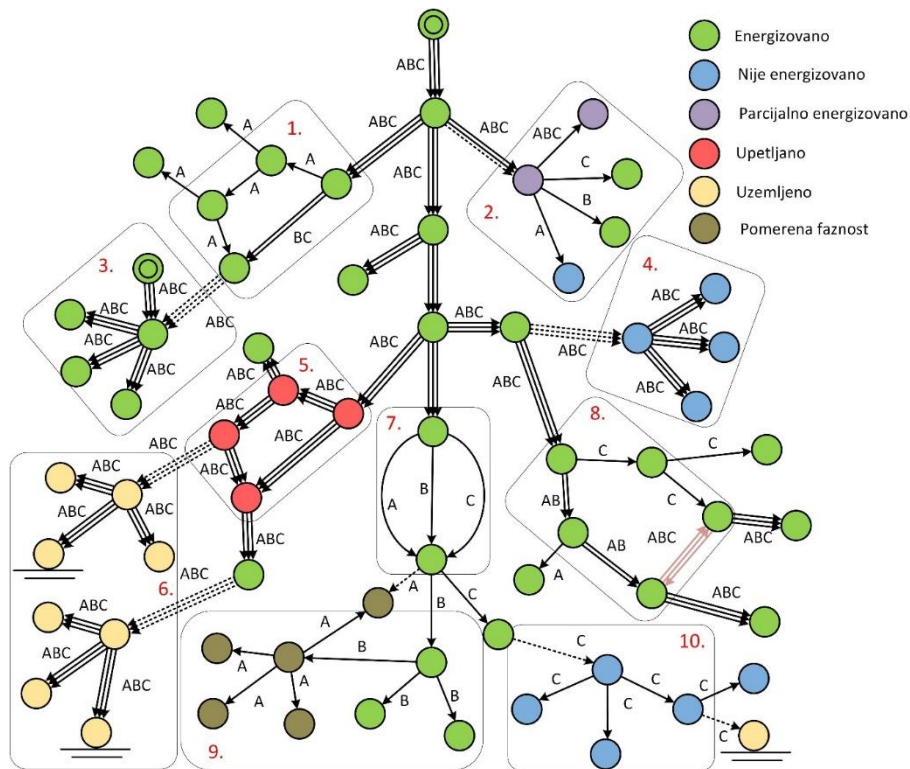 ABC
Energizovano
Nije energizovano
Parcijalno energizovano
Upetljano
Uzemljeno
Pomerena faznost
1.
A
A
A
A
A
BC
ABC
ABC
ABC
ABC
2.
ABC
C
B
A
3.
ABC
ABC
ABC
ABC
ABC
4.
ABC
ABC
ABC
ABC
ABC
ABC
ABC
5.
ABC
ABC
ABC
ABC
ABC
ABC
ABC
6.
ABC
ABC
ABC
ABC
ABC
ABC
ABC
7.
A
B
C
8.
C
C
C
AB
AB
A
ABC
ABC
ABC
9.
A
B
C
A
B
A
A
A
B
B
10.
C
C
C
C
C
C